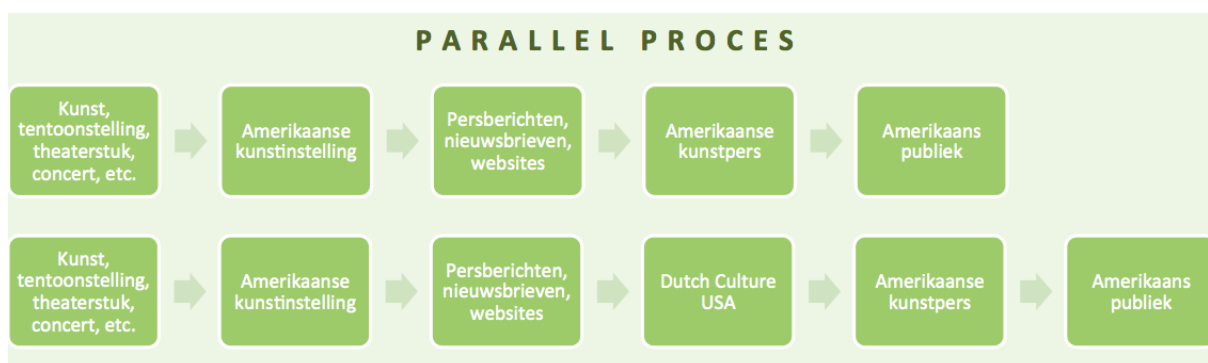 PARALLEL PROCES
Kunst,
tentoonstelling,
theaterstuk,
concert, etc.
Amerikaanse
kunstinstelling
Persberichten,
nieuwsbrieven,
websites
Amerikaanse
kunstpers
Amerikaans
publiek
Kunst,
tentoonstelling,
theaterstuk,
concert, etc.
Amerikaanse
kunstinstelling
Persberichten,
nieuwsbrieven,
websites
Dutch Culture
USA
Amerikaanse
kunstpers
Amerikaans
publiek